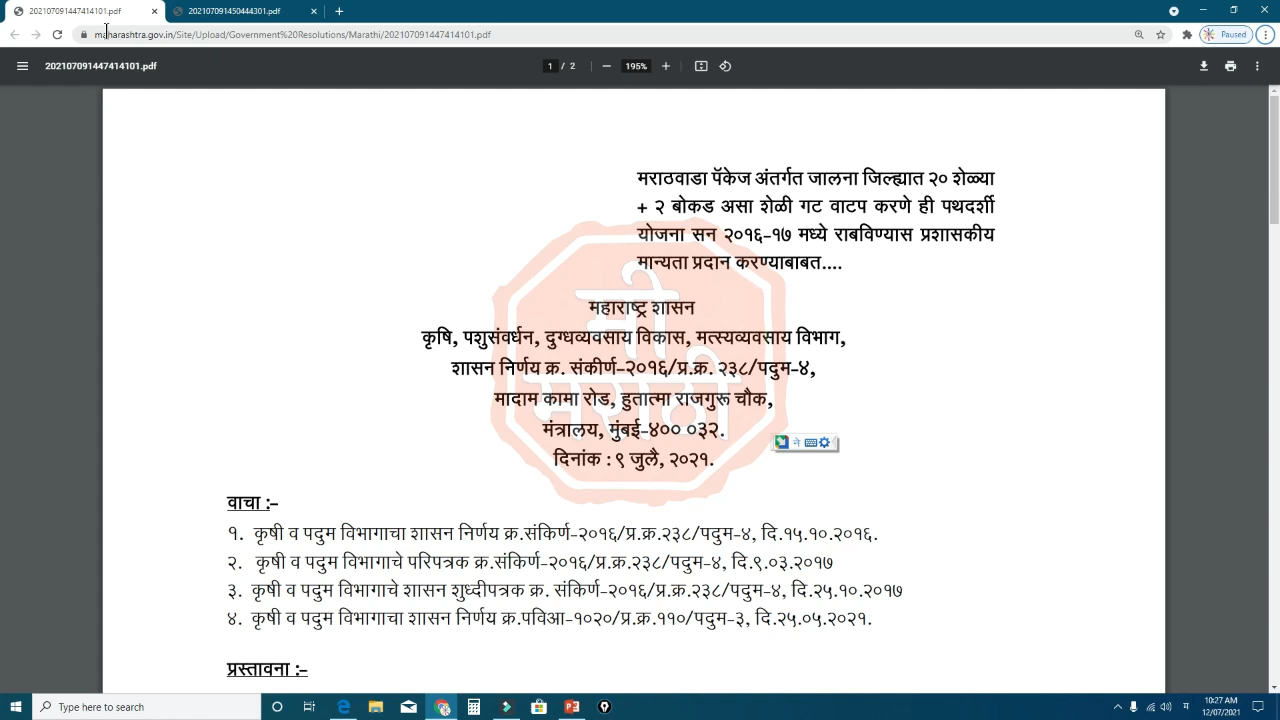 202107091447414101.pdf
202107091450444301.pdf
maharashtra.gov.in/Site/Upload/Government%20Resolutions/Marathi/202107091447414101.pdf
Paused
202107091447414101.pdf
1 / 2
195%
मराठवाडा पॅकेज अंतर्गत जालना जिल्ह्यात २० शेळ्या
+ २ बोकड असा शेळी गट वाटप करणे ही पथदर्शी
योजना सन २०१६-१७ मध्ये राबविण्यास प्रशासकीय
मान्यता प्रदान करण्याबाबत....
महाराष्ट्र शासन
कृषि, पशुसंवर्धन, दुग्धव्यवसाय विकास, मत्स्यव्यवसाय विभाग,
शासन निर्णय क्र. संकीर्ण-२०१६/प्र.क्र. २३८/पदुम-४,
मादाम कामा रोड, हुतात्मा राजगुरू चौक,
मंत्रालय, मुंबई-४०० ०३२.
दिनांक : ९ जुलै, २०२१.
मी मराठी
ने
वाचा :-
१. कृषी व पदुम विभागाचा शासन निर्णय क्र.संकिर्ण-२०१६/प्र.क्र.२३८/पदुम-४, दि.१५.१०.२०१६.
२. कृषी व पदुम विभागाचे परिपत्रक क्र.संकिर्ण-२०१६/प्र.क्र.२३८/पदुम-४, दि.९.०३.२०१७
३. कृषी व पदुम विभागाचे शासन शुध्दीपत्रक क्र. संकिर्ण-२०१६/प्र.क्र.२३८/पदुम-४, दि.२५.१०.२०१७
४. कृषी व पदुम विभागाचा शासन निर्णय क्र.पविआ-१०२०/प्र.क्र.११०/पदुम-३, दि.२५.०५.२०२१.
प्रस्तावना :-
Type here to search
10:27 AM
12/07/2021